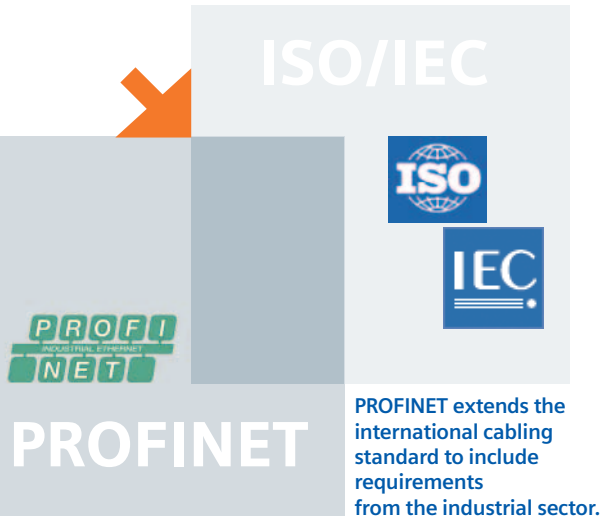 ISO/IEC
ISO
IEC
PROFI
INDUSTRIAL ETHERNET
NET
PROFINET
PROFINET extends the
international cabling
standard to include
requirements
from the industrial sector.